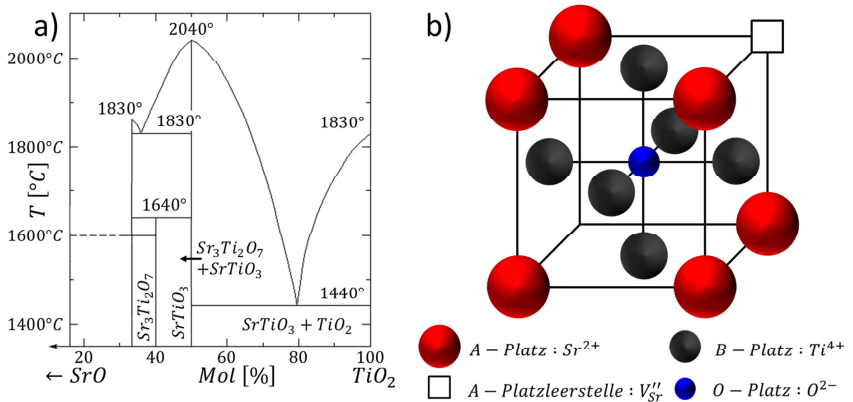 a)
2040°
2000°C
1830°
1830°
1830°
1800°C
T [°C]
1640°
1600°C
Sr₃Ti₂O₇
+SrTiO₃
Sr₃Ti₂O₇
SrTiO₃
1440°
SrTiO₃ + TiO₂
1400°C
20 40 60 80 100
← SrO Mol [%] TiO₂
b)
A − Platz : Sr²⁺
B − Platz : Ti⁴⁺
A − Platzleerstelle : V″Sr
O − Platz : O²⁻